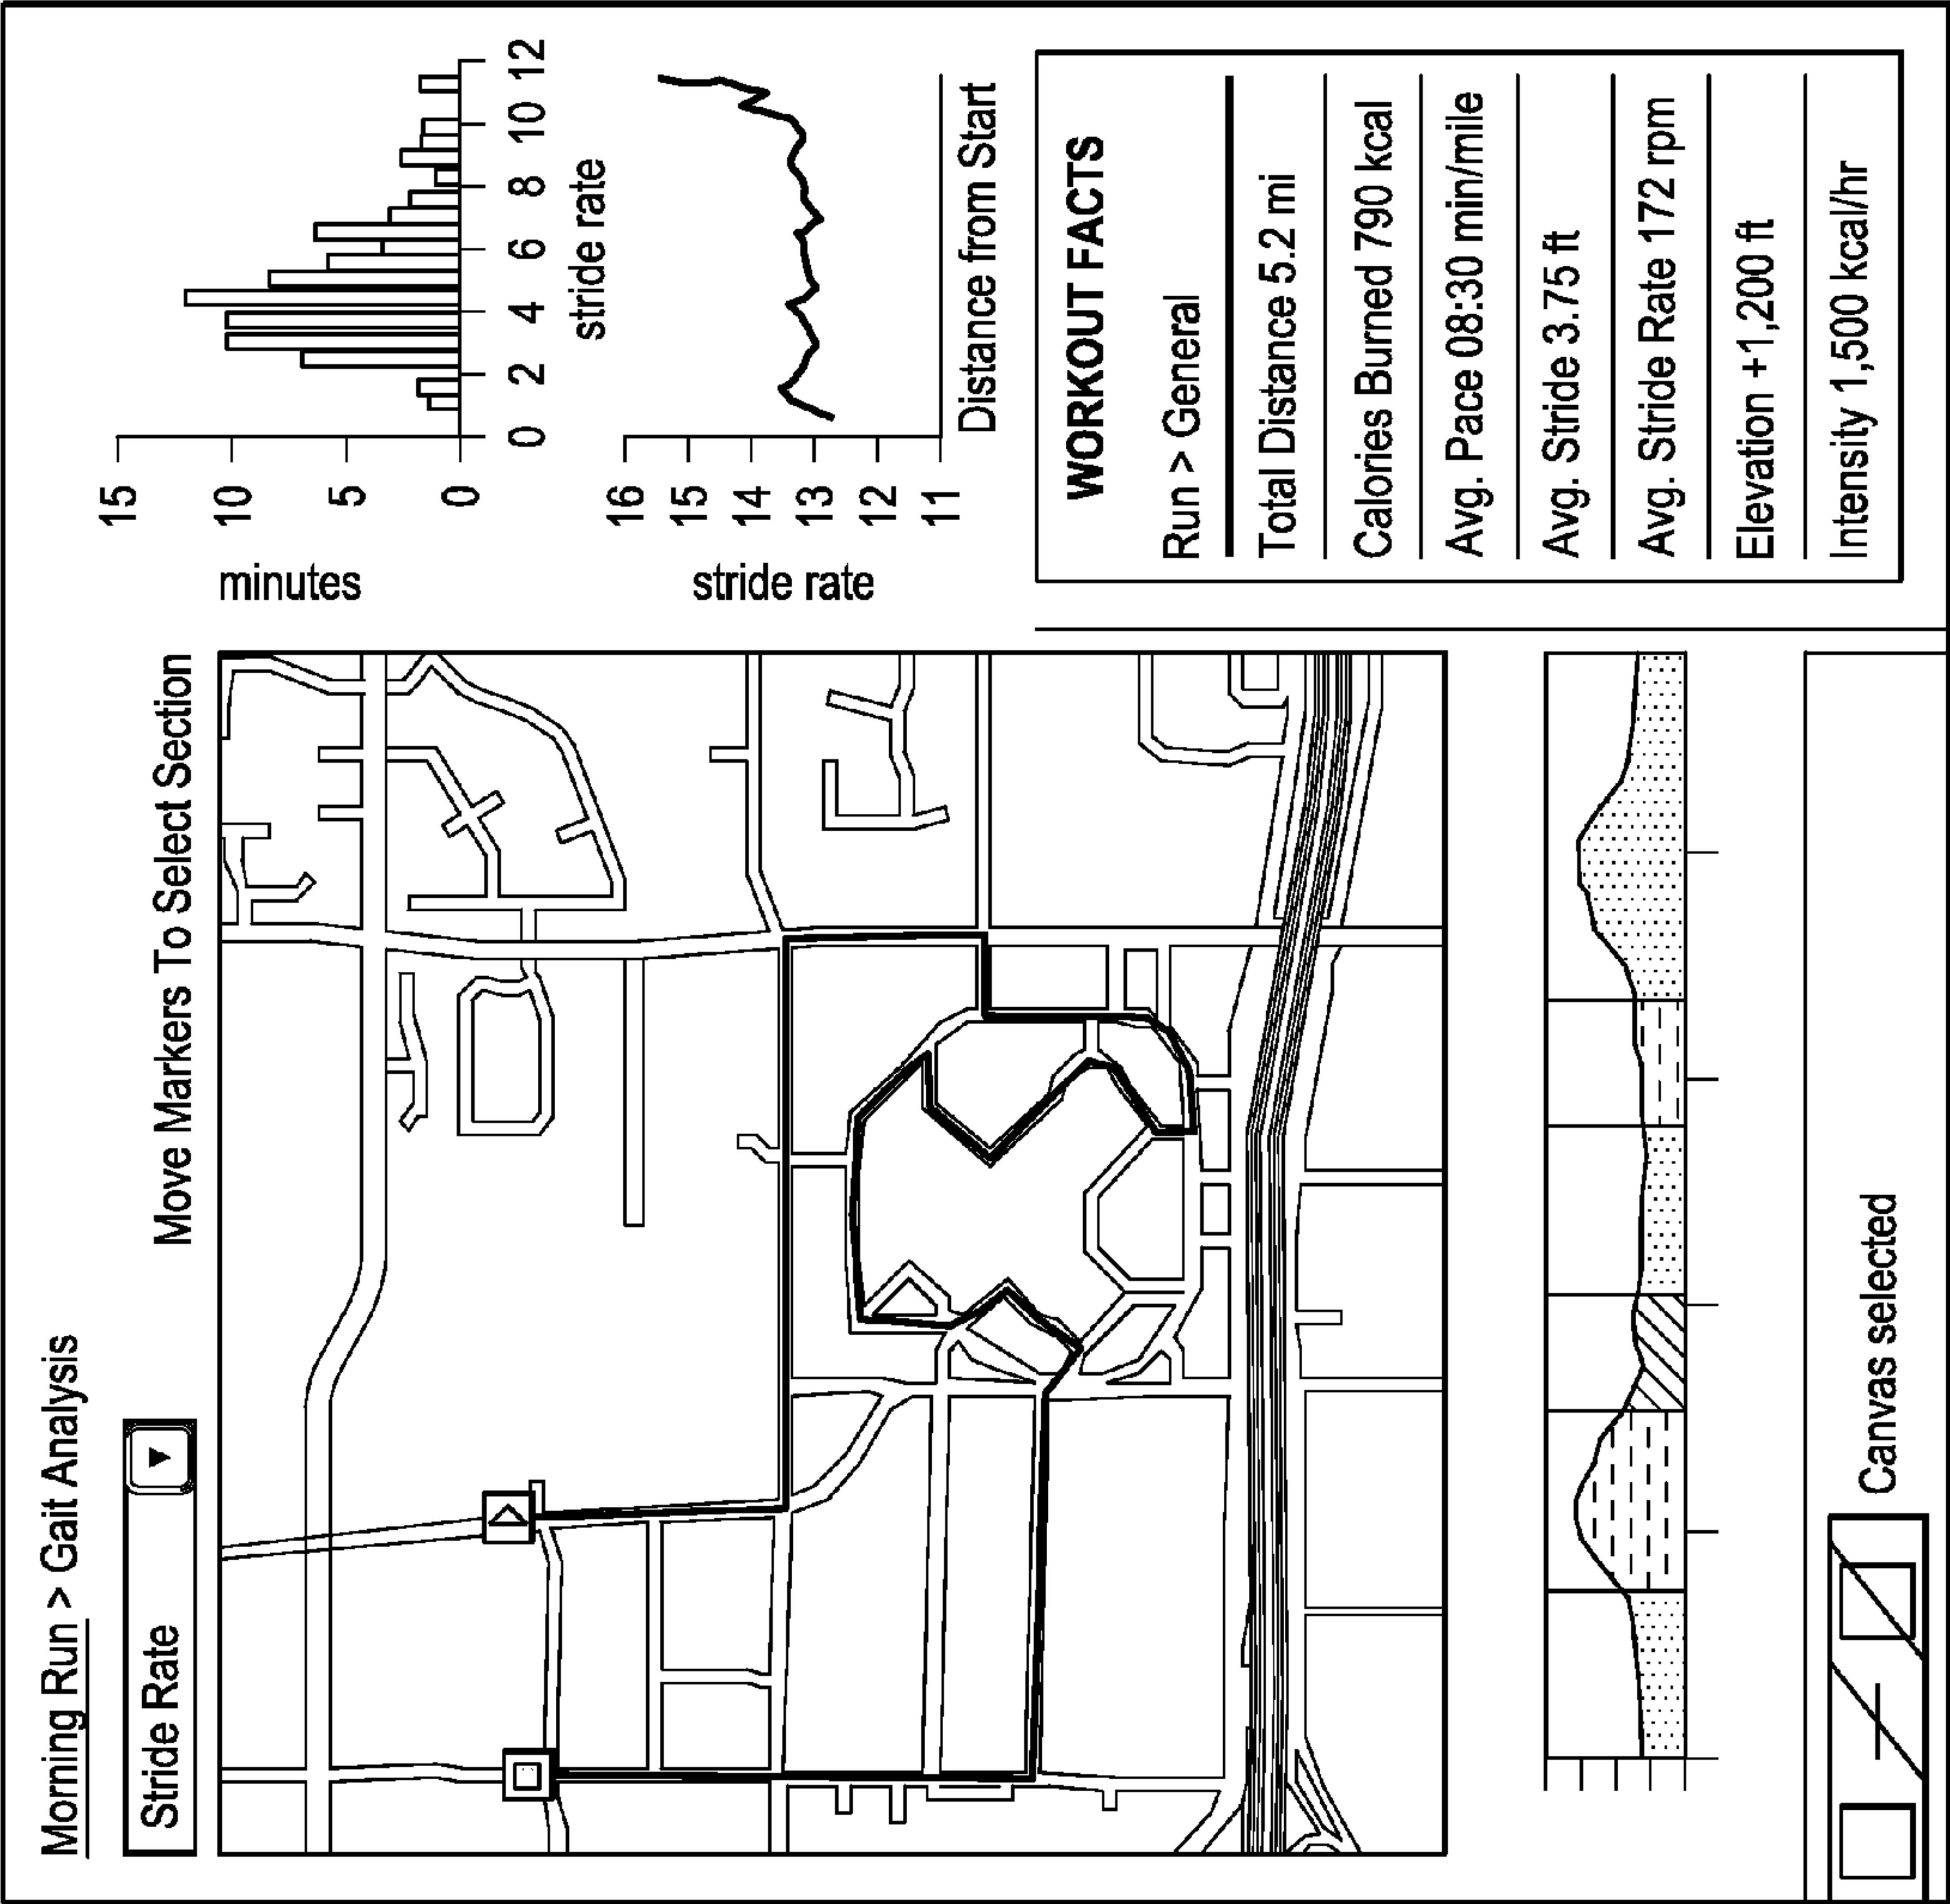 Morning Run > Gait Analysis
Stride Rate
Move Markers To Select Section
minutes
15
10
5
0
0 2 4 6 8 10 12
stride rate
stride rate
16
15
14
13
12
11
Distance from Start
WORKOUT FACTS
Run > General
Total Distance 5.2 mi
Calories Burned 790 kcal
Avg. Pace 08:30 min/mile
Avg. Stride 3.75 ft
Avg. Stride Rate 172 rpm
Elevation +1,200 ft
Intensity 1,500 kcal/hr
Canvas selected